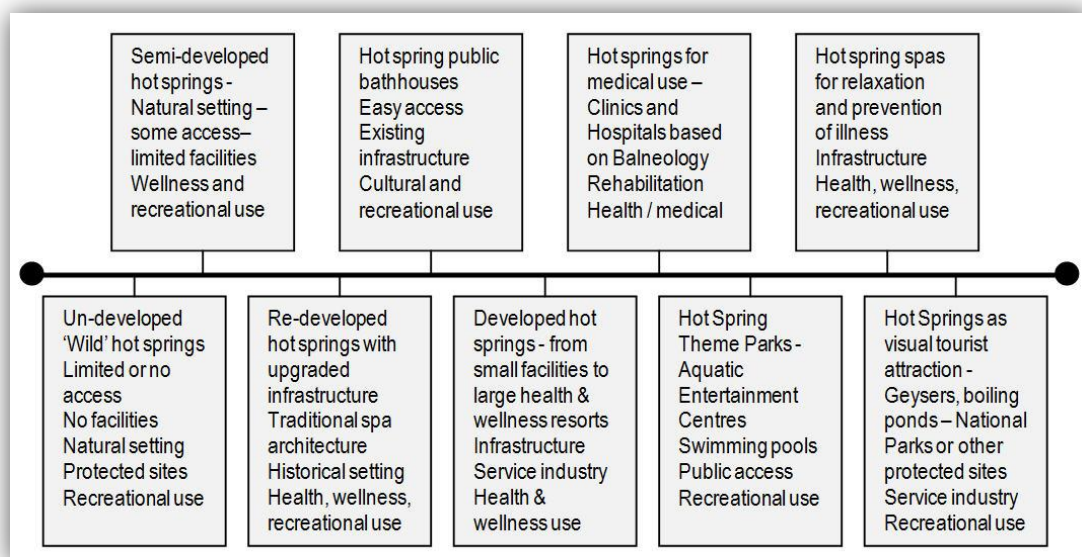 Semi-developed
hot springs -
Natural setting –
some access–
limited facilities
Wellness and
recreational use
Hot spring public
bathhouses
Easy access
Existing
infrastructure
Cultural and
recreational use
Hot springs for
medical use –
Clinics and
Hospitals based
on Balneology
Rehabilitation
Health / medical
Hot spring spas
for relaxation
and prevention
of illness
Infrastructure
Health, wellness,
recreational use
Un-developed
‘Wild’ hot springs
Limited or no
access
No facilities
Natural setting
Protected sites
Recreational use
Re-developed
hot springs with
upgraded
infrastructure
Traditional spa
architecture
Historical setting
Health, wellness,
recreational use
Developed hot
springs - from
small facilities to
large health &
wellness resorts
Infrastructure
Service industry
Health &
wellness use
Hot Spring
Theme Parks -
Aquatic
Entertainment
Centres
Swimming pools
Public access
Recreational use
Hot Springs as
visual tourist
attraction -
Geysers, boiling
ponds – National
Parks or other
protected sites
Service industry
Recreational use